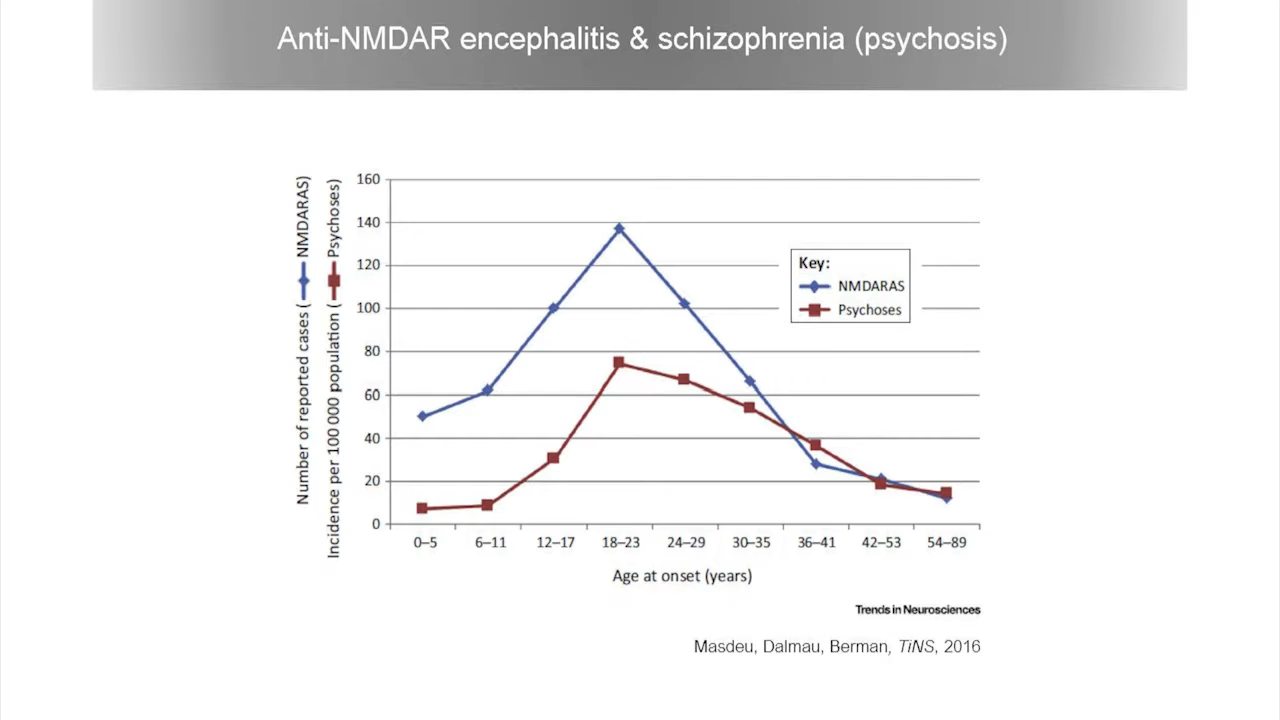 Anti-NMDAR encephalitis & schizophrenia (psychosis)
Number of reported cases ( NMDARAS)
Incidence per 100 000 population ( Psychoses)
160
140
120
100
80
60
40
20
0
Key:
NMDARAS
Psychoses
0–5 6–11 12–17 18–23 24–29 30–35 36–41 42–53 54–89
Age at onset (years)
Trends in Neurosciences
Masdeu, Dalmau, Berman, TiNS, 2016